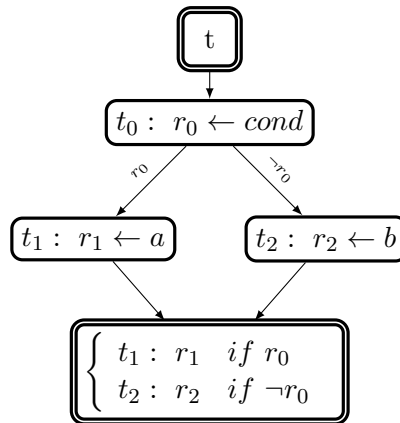 t
t₀ : r₀ ← cond
r₀ ¬r₀
t₁ : r₁ ← a t₂ : r₂ ← b
{ t₁ : r₁ if r₀
t₂ : r₂ if ¬r₀